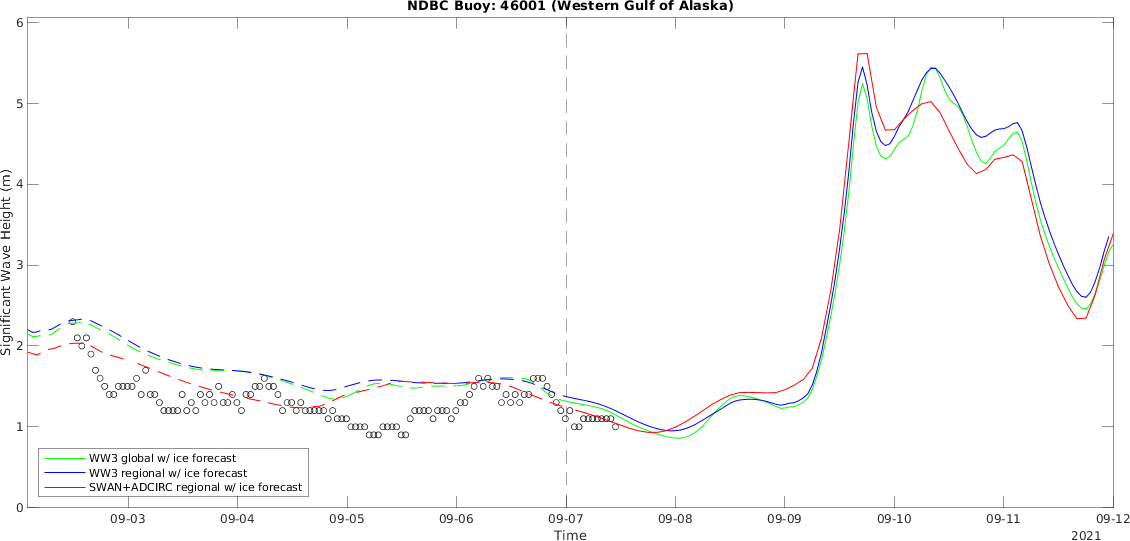 NDBC Buoy: 46001 (Western Gulf of Alaska)
Significant Wave Height (m)
6
5
4
3
2
1
0
WW3 global w/ ice forecast
WW3 regional w/ ice forecast
SWAN+ADCIRC regional w/ ice forecast
09-03 09-04 09-05 09-06 09-07 09-08 09-09 09-10 09-11 09-12
Time
2021